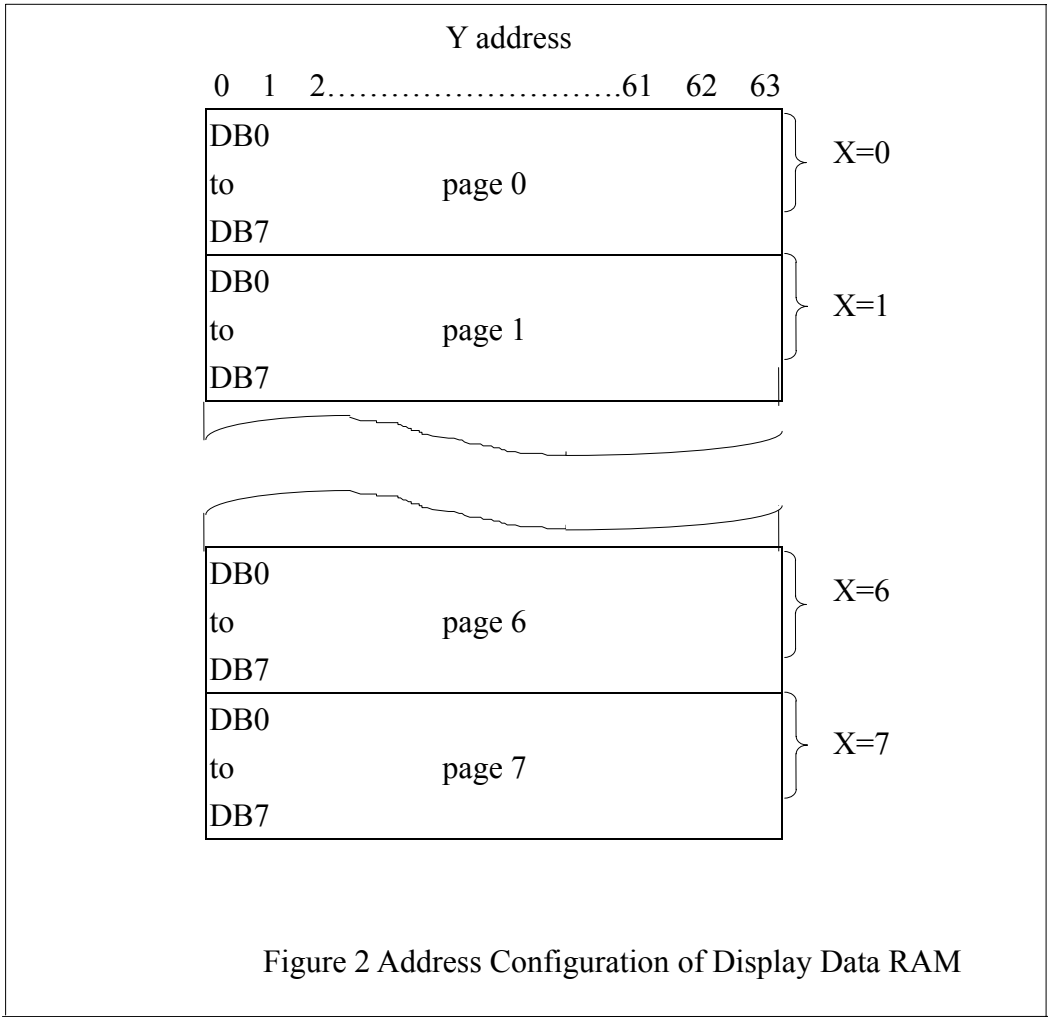 Y address
0 1 2………………………….61 62 63
DB0
X=0
to page 0
DB7
DB0
X=1
to page 1
DB7
DB0
X=6
to page 6
DB7
DB0
X=7
to page 7
DB7
Figure 2 Address Configuration of Display Data RAM